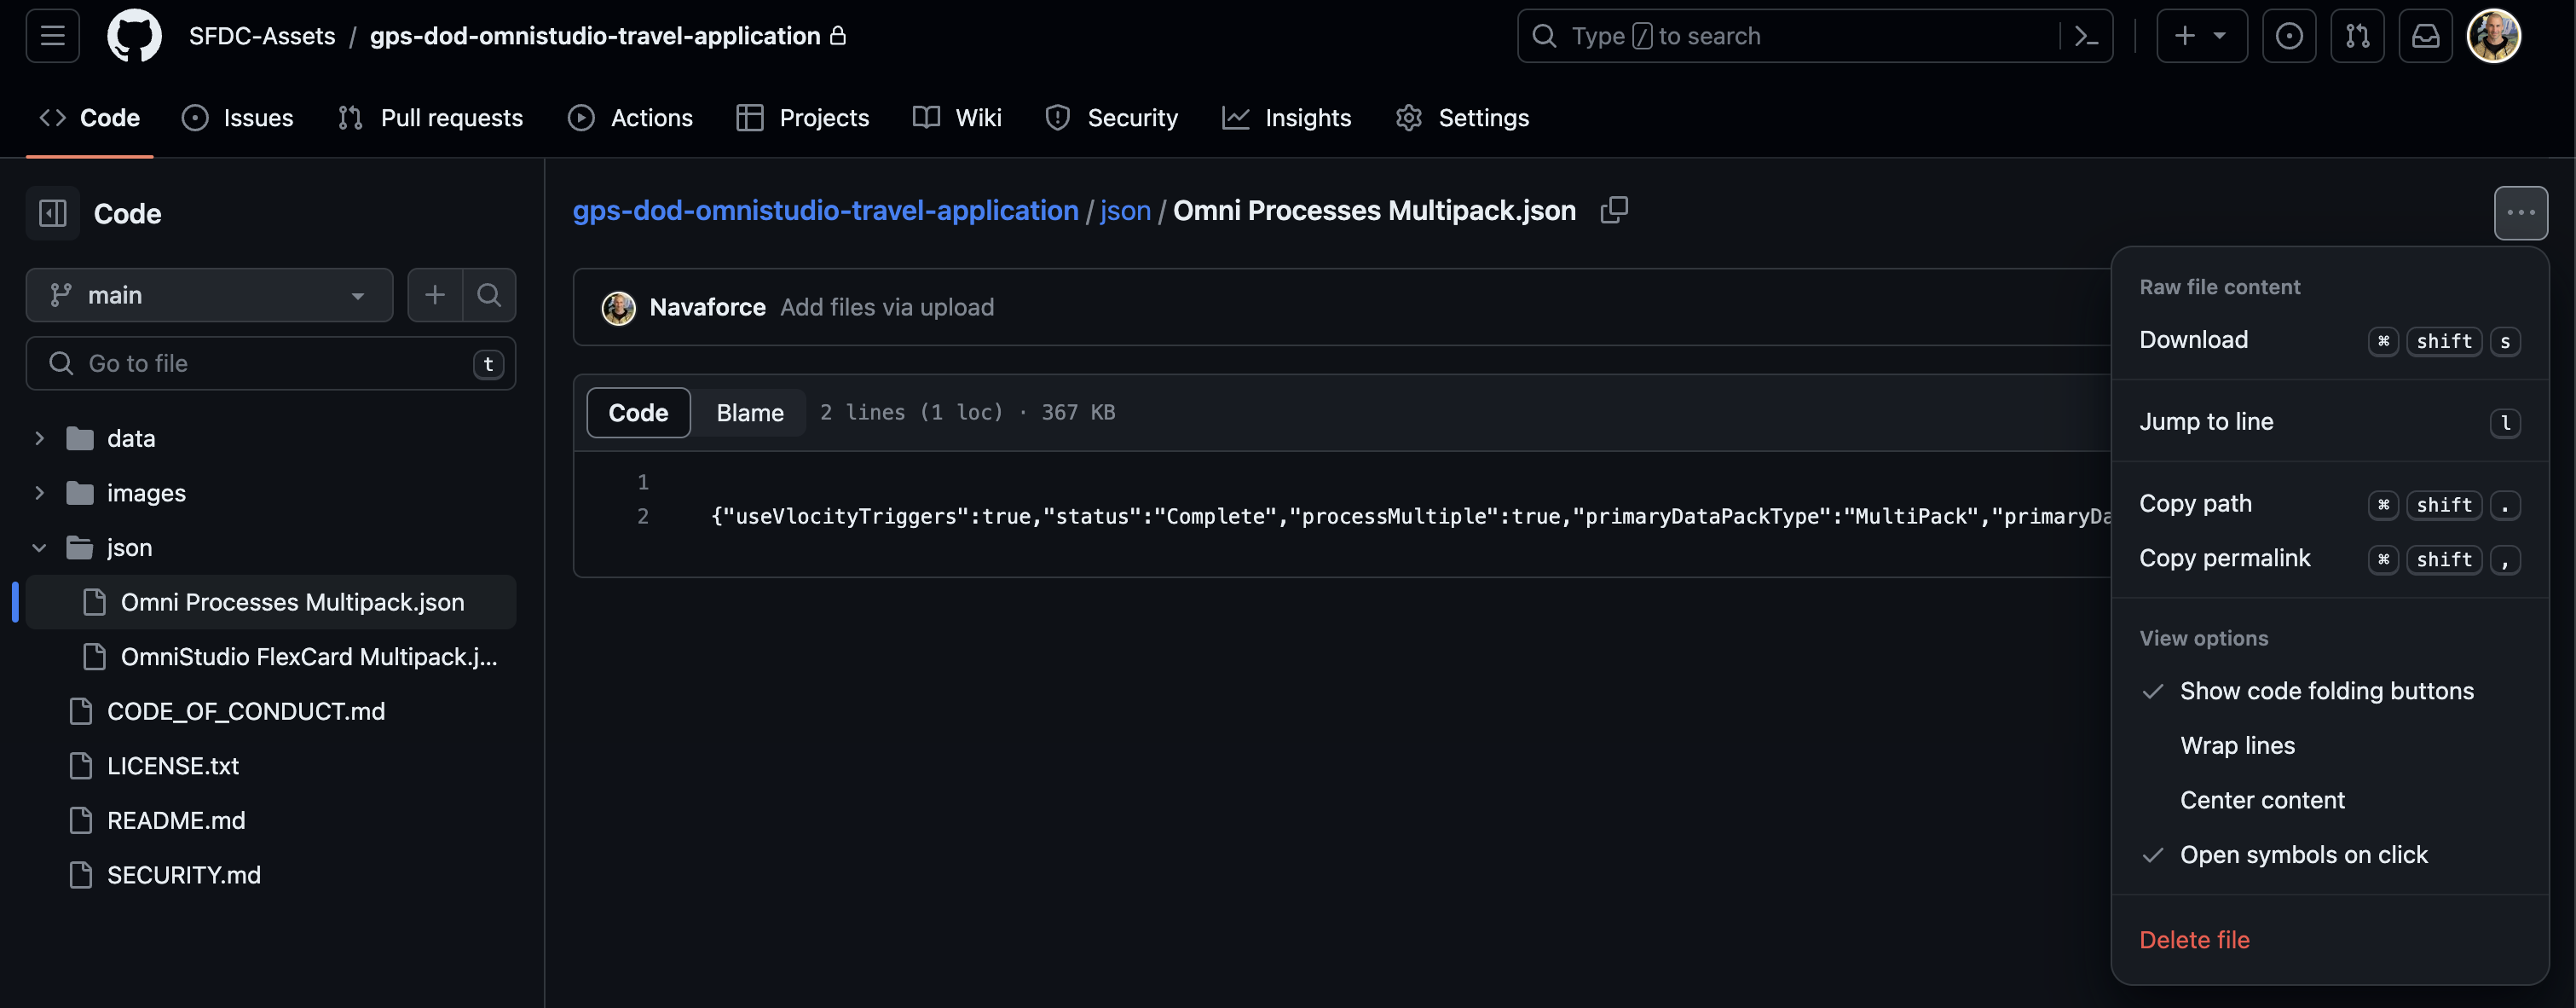 SFDC-Assets / gps-dod-omnistudio-travel-application
Type / to search
Code
Issues
Pull requests
Actions
Projects
Wiki
Security
Insights
Settings
Code
main
Go to file
t
data
images
json
Omni Processes Multipack.json
OmniStudio FlexCard Multipack.j...
CODE_OF_CONDUCT.md
LICENSE.txt
README.md
SECURITY.md
gps-dod-omnistudio-travel-application / json / Omni Processes Multipack.json
Navaforce Add files via upload
Code Blame 2 lines (1 loc) · 367 KB
1
2 {"useVlocityTriggers":true,"status":"Complete","processMultiple":true,"primaryDataPackType":"MultiPack","primaryDa
Raw file content
Download ⌘ shift s
Jump to line l
Copy path ⌘ shift .
Copy permalink ⌘ shift ,
View options
Show code folding buttons
Wrap lines
Center content
Open symbols on click
Delete file